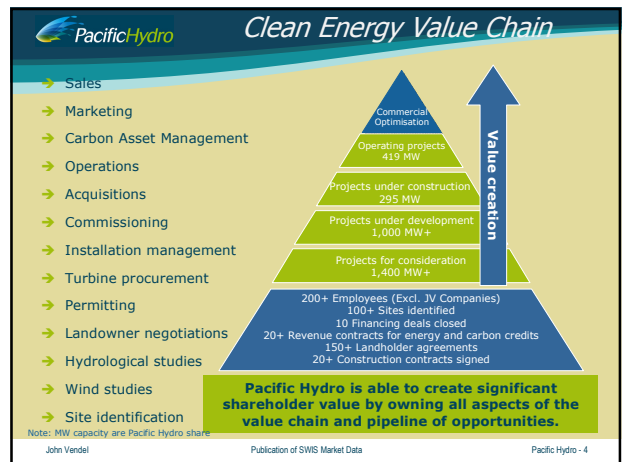 PacificHydro
Clean Energy Value Chain
Sales
Marketing
Carbon Asset Management
Operations
Acquisitions
Commissioning
Installation management
Turbine procurement
Permitting
Landowner negotiations
Hydrological studies
Wind studies
Site identification
Note: MW capacity are Pacific Hydro share
Commercial
Optimisation
Operating projects
419 MW
Projects under construction
295 MW
Projects under development
1,000 MW+
Projects for consideration
1,400 MW+
Value creation
200+ Employees (Excl. JV Companies)
100+ Sites identified
10 Financing deals closed
20+ Revenue contracts for energy and carbon credits
150+ Landholder agreements
20+ Construction contracts signed
Pacific Hydro is able to create significant
shareholder value by owning all aspects of the
value chain and pipeline of opportunities.
John Vendel
Publication of SWIS Market Data
Pacific Hydro - 4